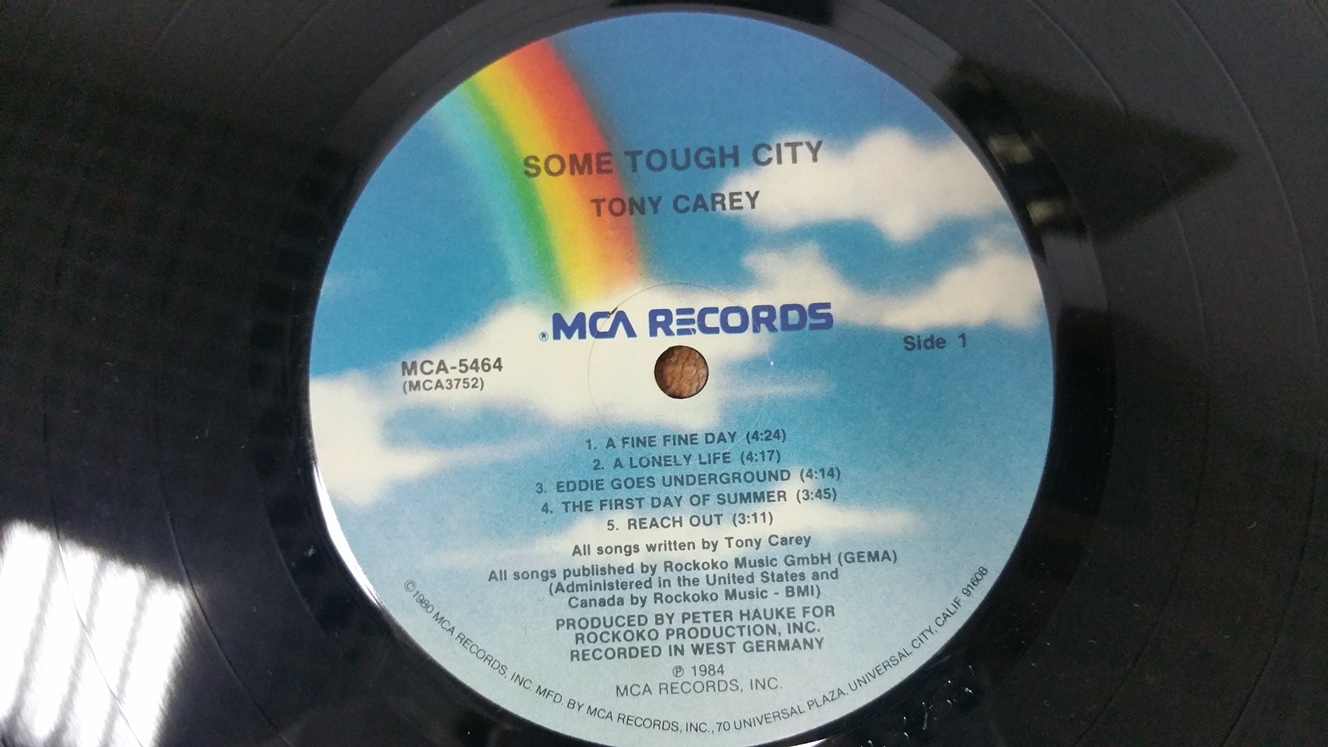 SOME TOUGH CITY
TONY CAREY
®MCA RECORDS
MCA-5464
(MCA3752)
Side 1
1. A FINE FINE DAY (4:24)
2. A LONELY LIFE (4:17)
3. EDDIE GOES UNDERGROUND (4:14)
4. THE FIRST DAY OF SUMMER (3:45)
5. REACH OUT (3:11)
All songs written by Tony Carey
All songs published by Rockoko Music GmbH (GEMA)
(Administered in the United States and
Canada by Rockoko Music - BMI)
PRODUCED BY PETER HAUKE FOR
ROCKOKO PRODUCTION, INC.
RECORDED IN WEST GERMANY
℗ 1984
MCA RECORDS, INC.
©1980 MCA RECORDS, INC. MFD. BY MCA RECORDS, INC., 70 UNIVERSAL PLAZA, UNIVERSAL CITY, CALIF. 91608